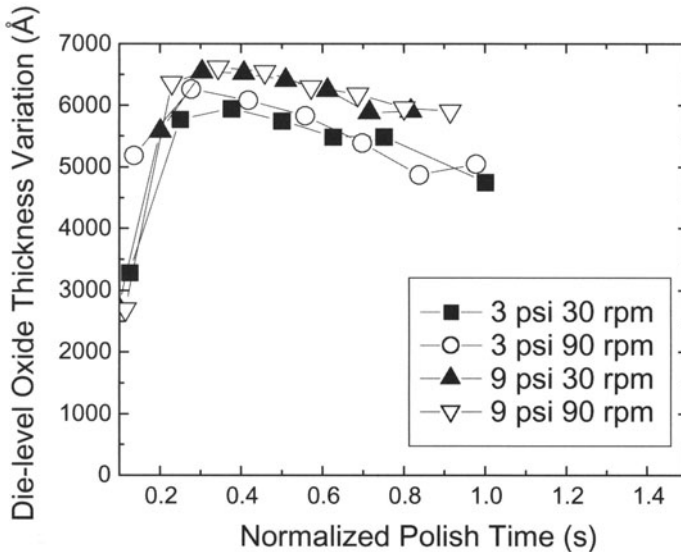 Die-level Oxide Thickness Variation (Å)
7000
6000
5000
4000
3000
2000
1000
0
3 psi 30 rpm
3 psi 90 rpm
9 psi 30 rpm
9 psi 90 rpm
0.2 0.4 0.6 0.8 1.0 1.2 1.4
Normalized Polish Time (s)